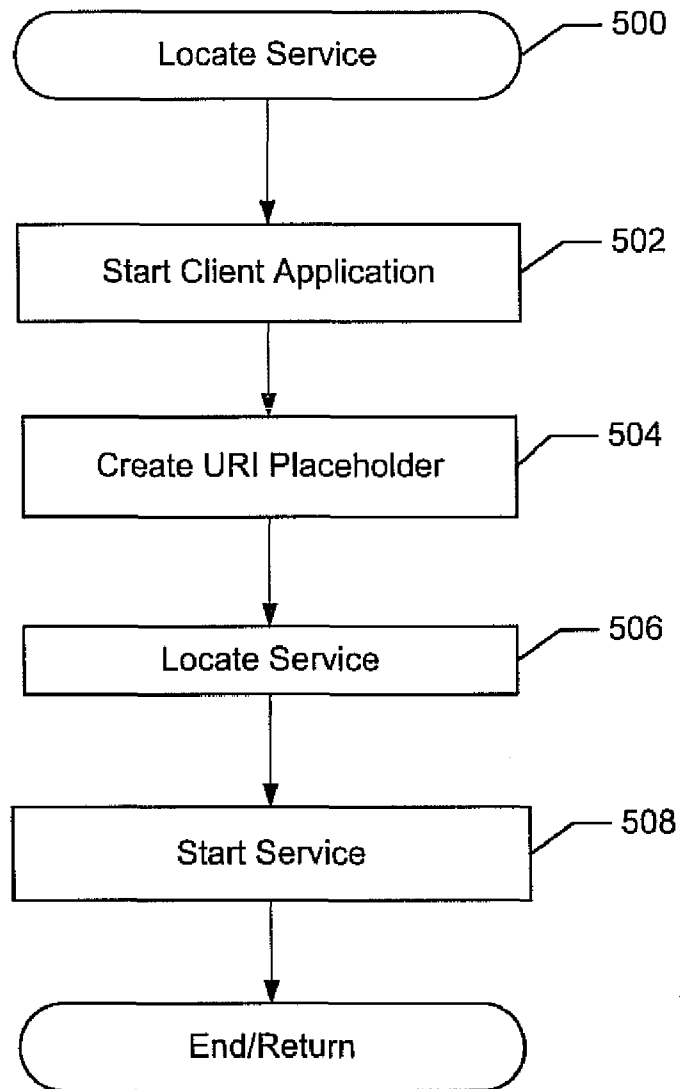 Locate Service
500
Start Client Application
502
Create URI Placeholder
504
Locate Service
506
Start Service
508
End/Return